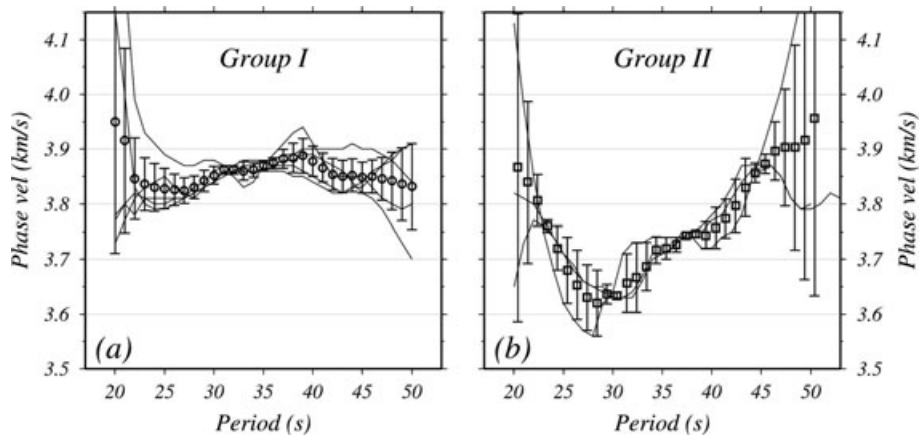 Group I
Group II
4.1
4.0
3.9
3.8
3.7
3.6
3.5
Phase vel (km/s)
(a)
20 25 30 35 40 45 50
Period (s)
(b)
20 25 30 35 40 45 50
Period (s)
4.1
4.0
3.9
3.8
3.7
3.6
3.5
Phase vel (km/s)